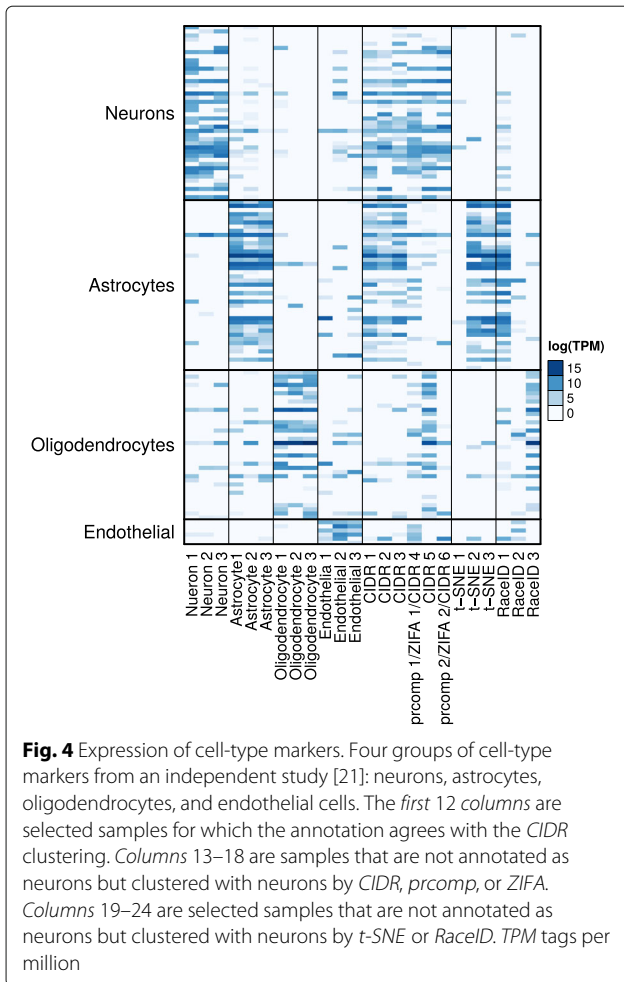 Neurons
Astrocytes
Oligodendrocytes
Endothelial
log(TPM)
15
10
5
0
Nueron 1
Neuron 2
Neuron 3
Astrocyte1
Astrocyte 2
Astrocyte 3
Oligodendrocyte 1
Oligodendrocyte 2
Oligodendrocyte 3
Endothelia 1
Endothelial 2
Endothelial 3
CIDR 1
CIDR 2
CIDR 3
prcomp 1/ZIFA 1/CIDR 4
CIDR 5
prcomp 2/ZIFA 2/CIDR 6
t−SNE 1
t−SNE 2
t−SNE 3
RaceID 1
RaceID 2
RaceID 3
Fig. 4 Expression of cell-type markers. Four groups of cell-type
markers from an independent study [21]: neurons, astrocytes,
oligodendrocytes, and endothelial cells. The first 12 columns are
selected samples for which the annotation agrees with the CIDR
clustering. Columns 13–18 are samples that are not annotated as
neurons but clustered with neurons by CIDR, prcomp, or ZIFA.
Columns 19–24 are selected samples that are not annotated as
neurons but clustered with neurons by t-SNE or RaceID. TPM tags per
million